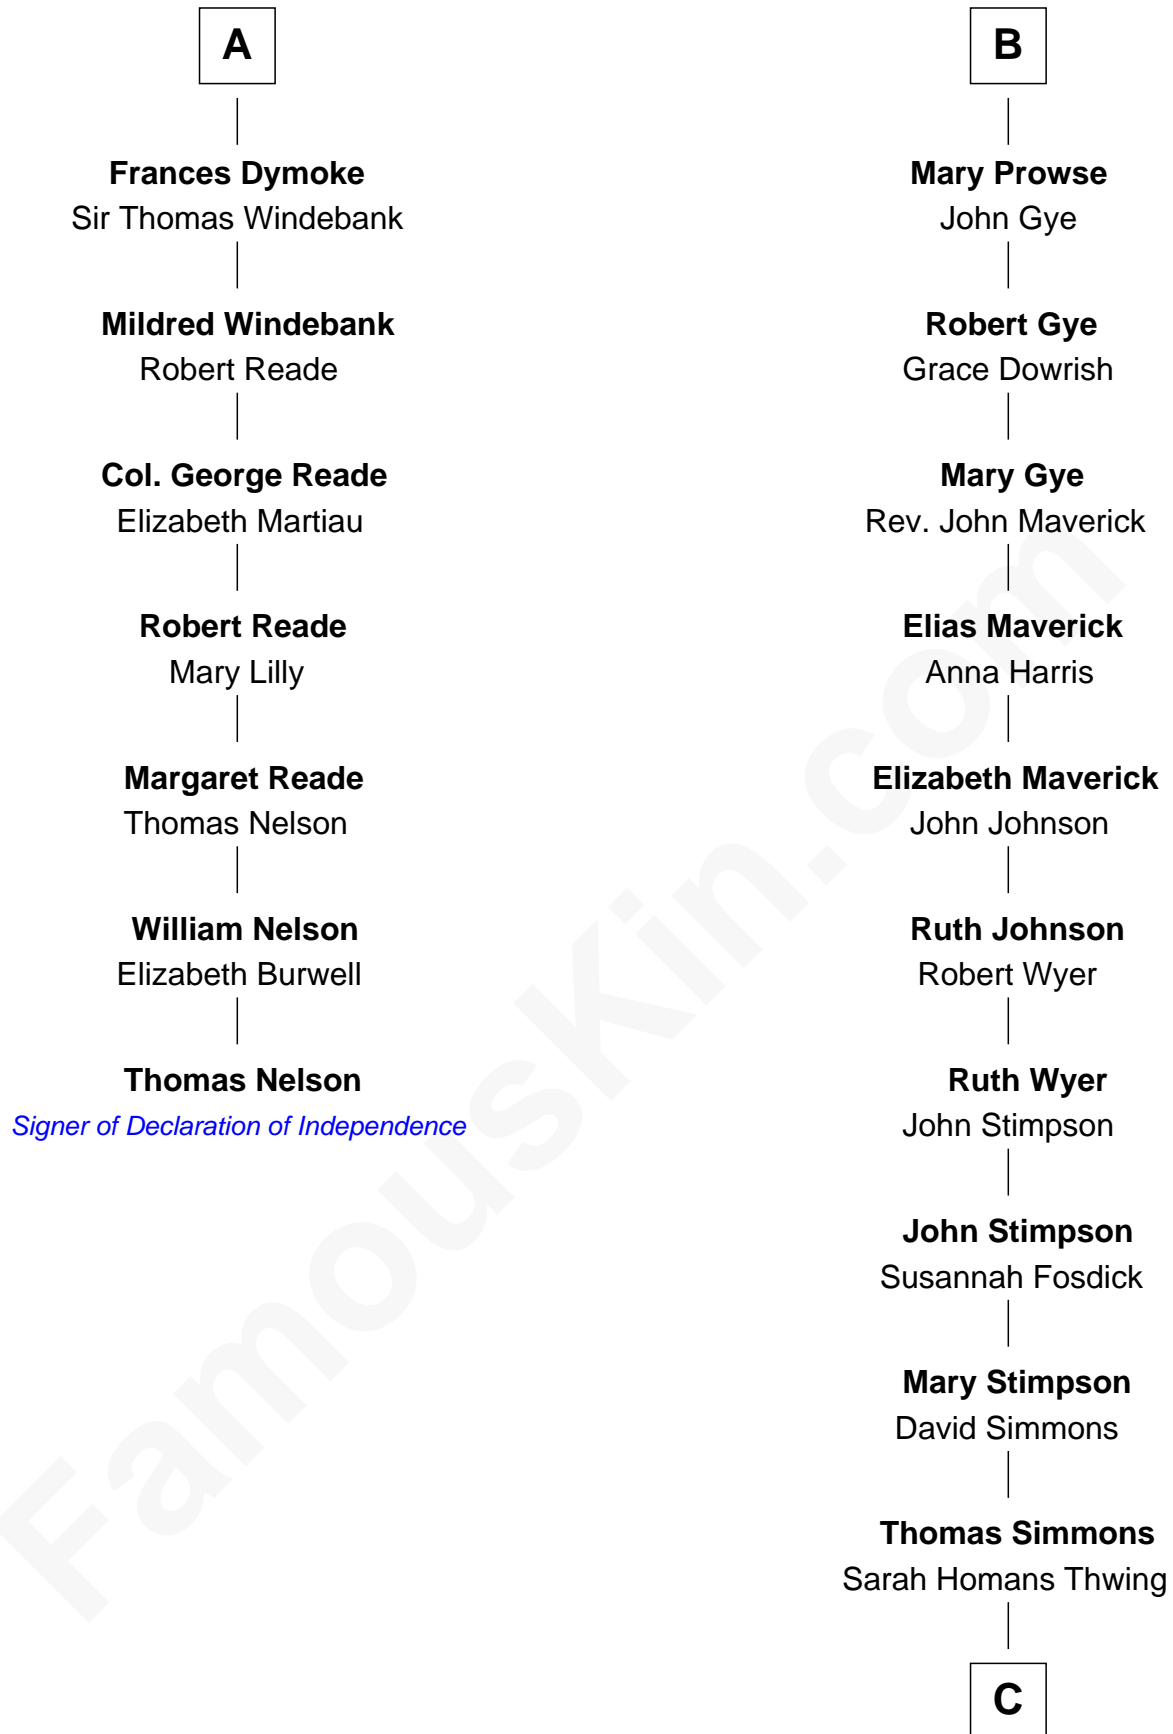 A
Frances Dymoke
Sir Thomas Windebank
Mildred Windebank
Robert Reade
Col. George Reade
Elizabeth Martiau
Robert Reade
Mary Lilly
Margaret Reade
Thomas Nelson
William Nelson
Elizabeth Burwell
Thomas Nelson
Signer of Declaration of Independence
B
Mary Prowse
John Gye
Robert Gye
Grace Dowrish
Mary Gye
Rev. John Maverick
Elias Maverick
Anna Harris
Elizabeth Maverick
John Johnson
Ruth Johnson
Robert Wyer
Ruth Wyer
John Stimpson
John Stimpson
Susannah Fosdick
Mary Stimpson
David Simmons
Thomas Simmons
Sarah Homans Thwing
C
FamousKin.com